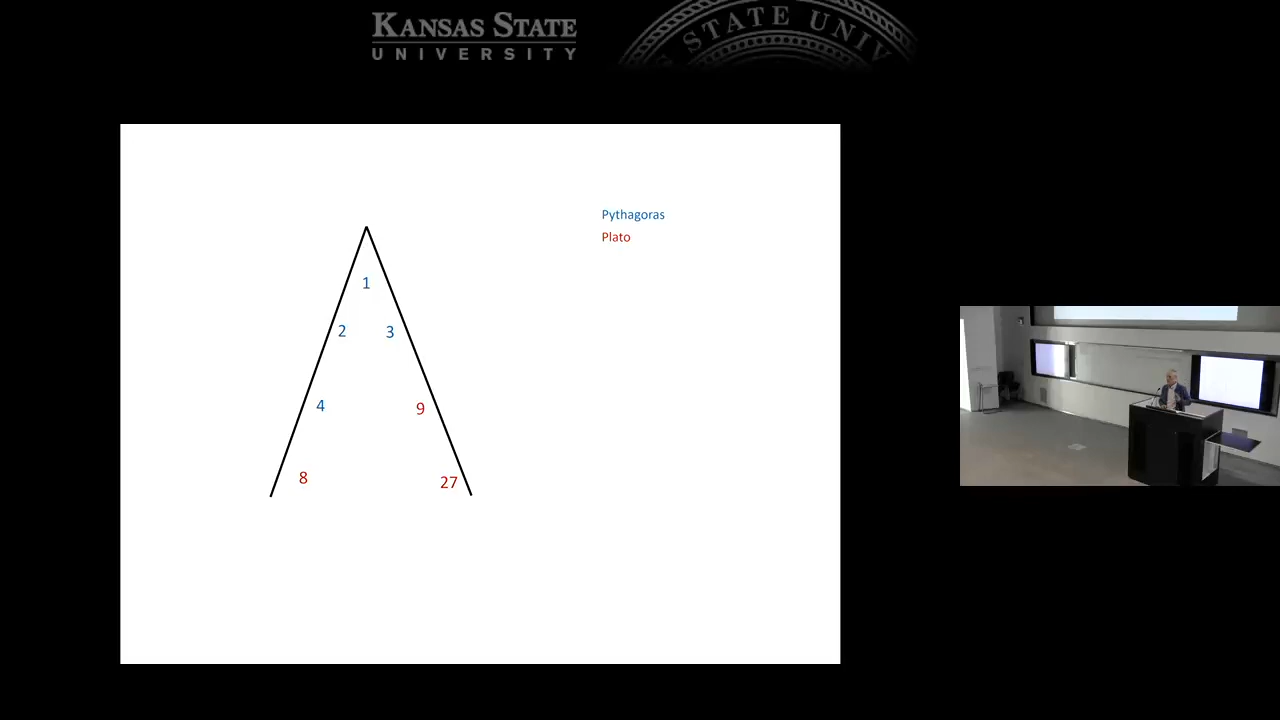 KANSAS STATE
UNIVERSITY
STATE UNIV
Pythagoras
Plato
1
2 3
4 9
8 27